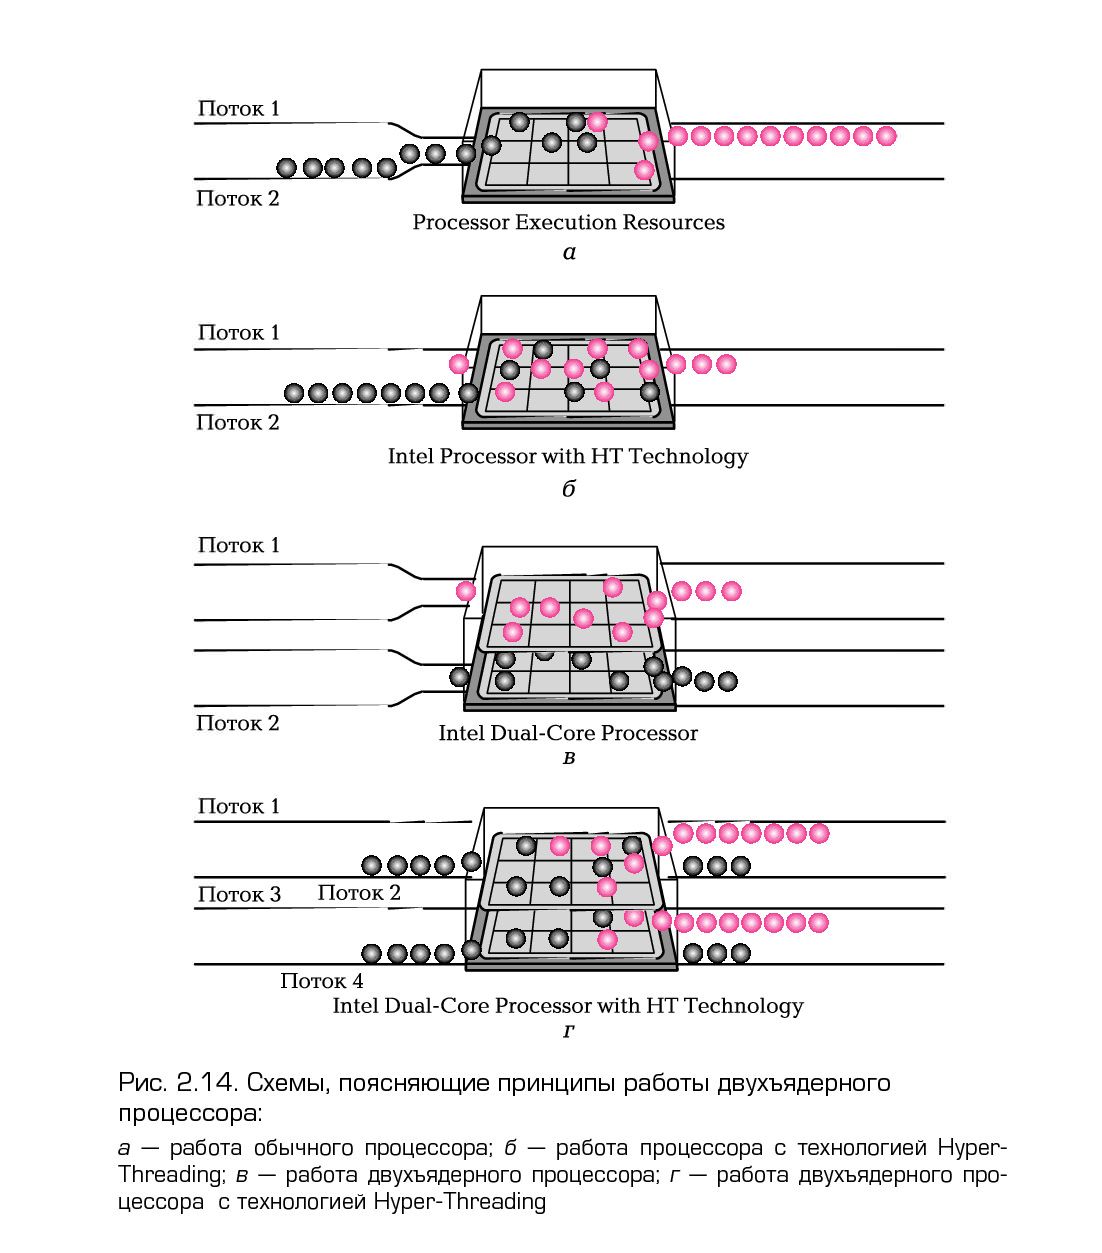 Поток 1
Поток 2
Processor Execution Resources
а
Поток 1
Поток 2
Intel Processor with HT Technology
б
Поток 1
Поток 2
Intel Dual-Core Processor
в
Поток 1
Поток 3 Поток 2
Поток 4
Intel Dual-Core Processor with HT Technology
г
Рис. 2.14. Схемы, поясняющие принципы работы двухъядерного
процессора:
а — работа обычного процессора; б — работа процессора с технологией Hyper-
Threading; в — работа двухъядерного процессора; г — работа двухъядерного про-
цессора с технологией Hyper-Threading